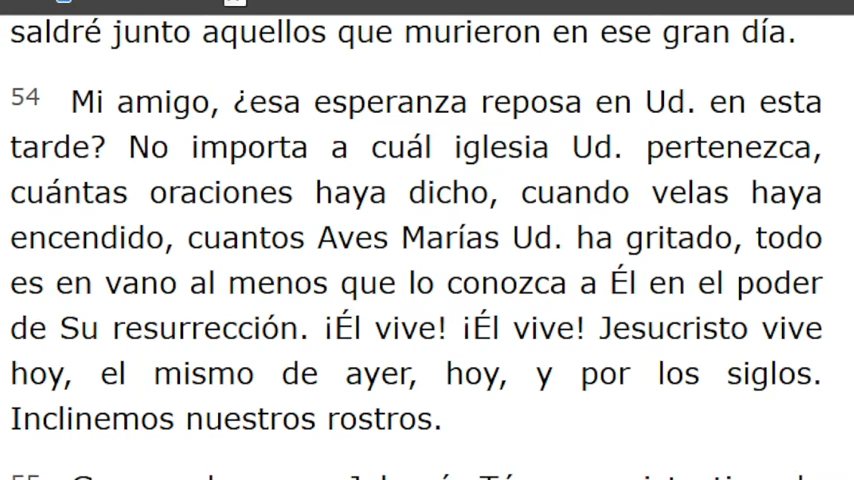 saldré junto aquellos que murieron en ese gran día.
54 Mi amigo, ¿esa esperanza reposa en Ud. en esta
tarde? No importa a cuál iglesia Ud. pertenezca,
cuántas oraciones haya dicho, cuando velas haya
encendido, cuantos Aves Marías Ud. ha gritado, todo
es en vano al menos que lo conozca a Él en el poder
de Su resurrección. ¡Él vive! ¡Él vive! Jesucristo vive
hoy, el mismo de ayer, hoy, y por los siglos.
Inclinemos nuestros rostros.
55